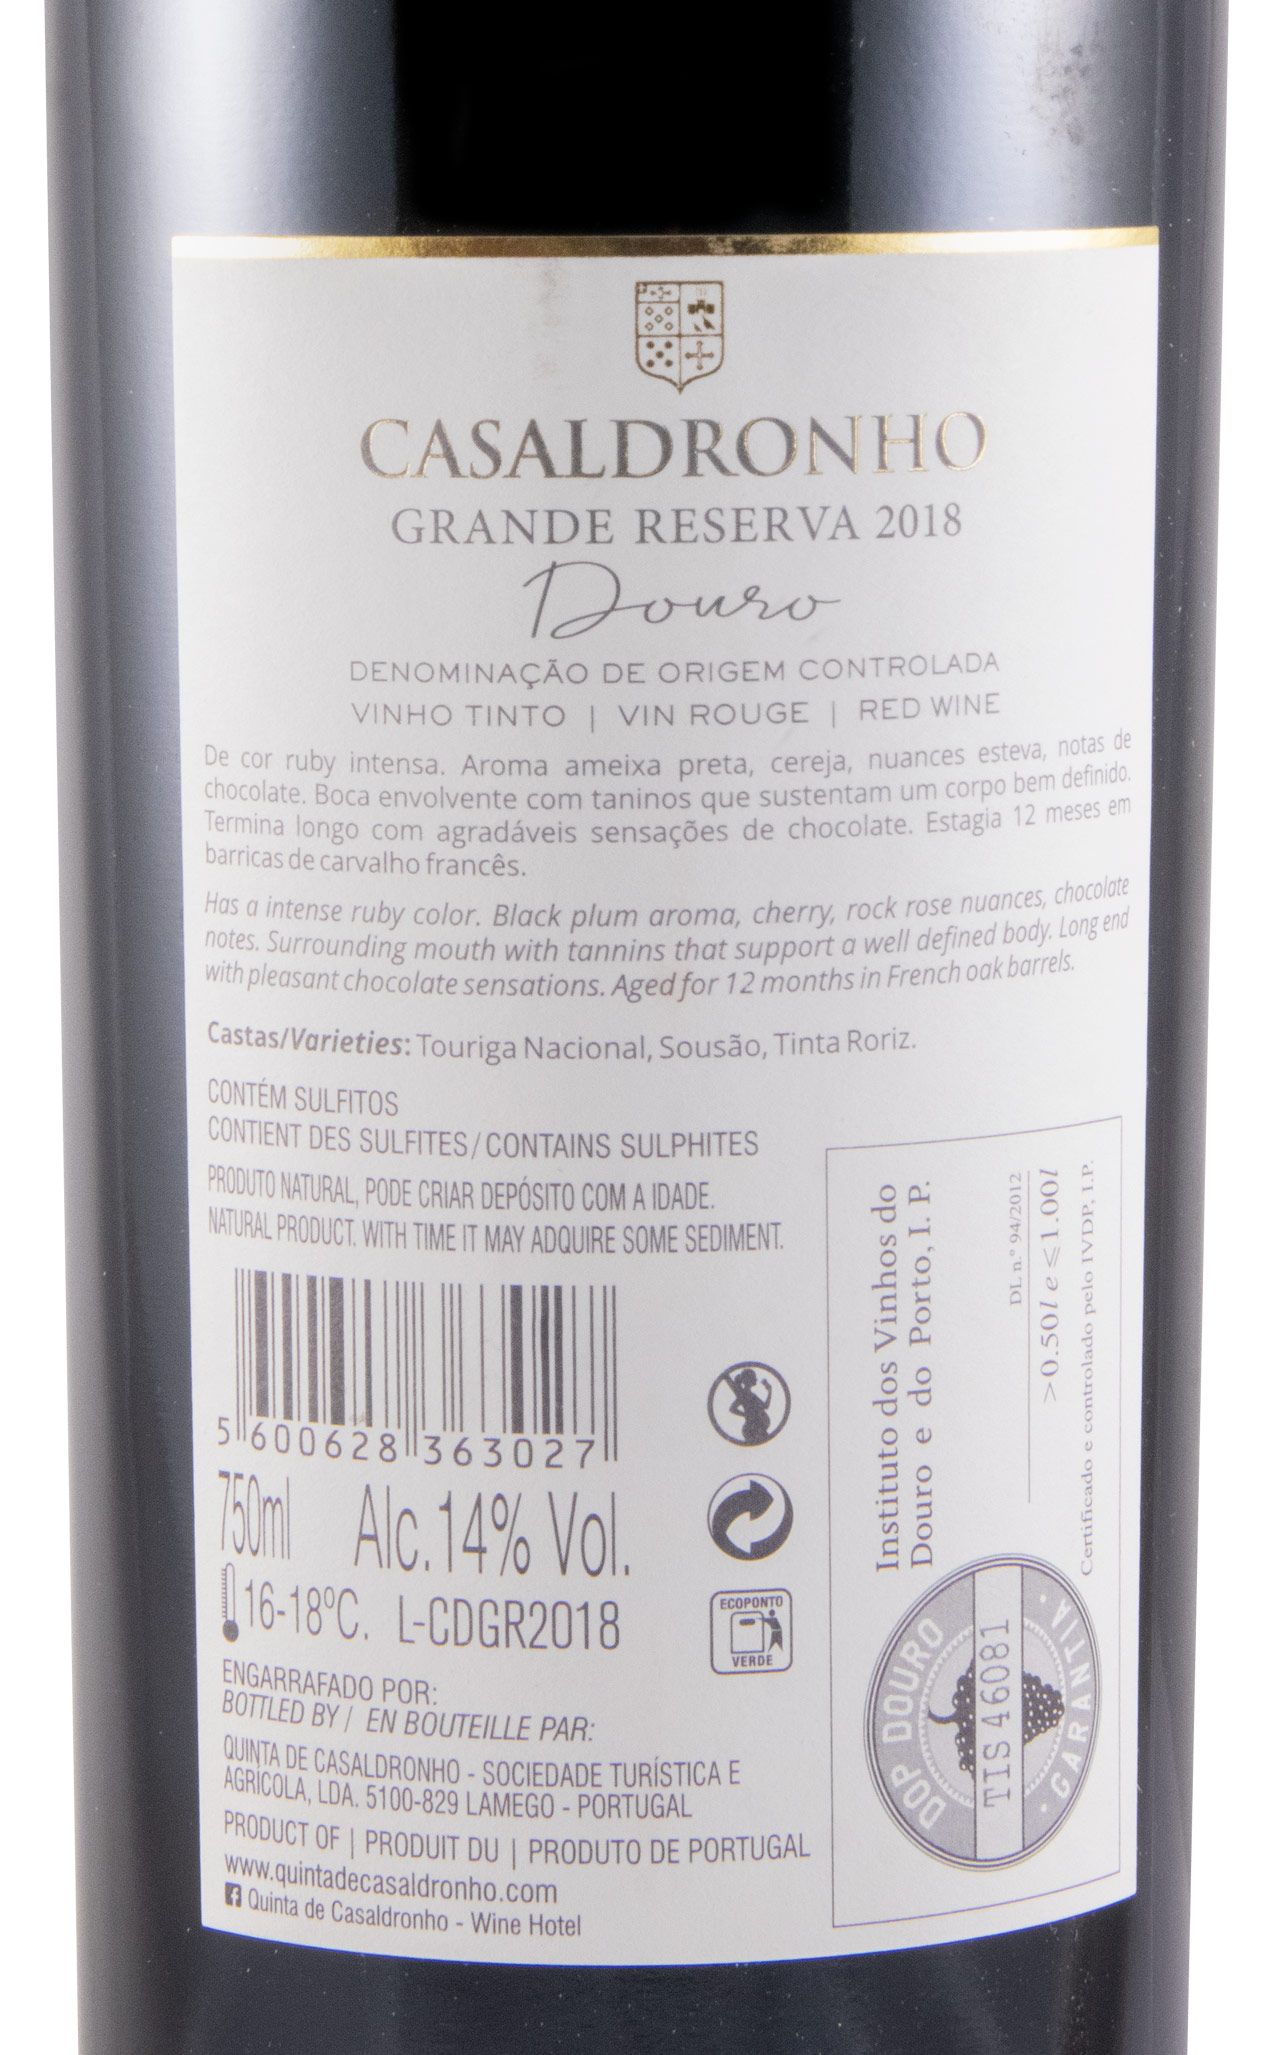 CASALDRONHO
GRANDE RESERVA 2018
Douro
DENOMINAÇÃO DE ORIGEM CONTROLADA
VINHO TINTO | VIN ROUGE | RED WINE
De cor ruby intensa. Aroma ameixa preta, cereja, nuances esteva, notas de
chocolate. Boca envolvente com taninos que sustentam um corpo bem definido.
Termina longo com agradáveis sensações de chocolate. Estagia 12 meses em
barricas de carvalho francês.
Has a intense ruby color. Black plum aroma, cherry, rock rose nuances, chocolate
notes. Surrounding mouth with tannins that support a well defined body. Long end
with pleasant chocolate sensations. Aged for 12 months in French oak barrels.
Castas/Varieties: Touriga Nacional, Sousão, Tinta Roriz.
CONTÉM SULFITOS
CONTIENT DES SULFITES/CONTAINS SULPHITES
PRODUTO NATURAL, PODE CRIAR DEPÓSITO COM A IDADE.
NATURAL PRODUCT. WITH TIME IT MAY ADQUIRE SOME SEDIMENT.
5 600628 363027
750ml Alc.14% Vol.
16-18ºC. L-CDGR2018
ECOPONTO
VERDE
ENGARRAFADO POR:
BOTTLED BY / EN BOUTEILLE PAR:
QUINTA DE CASALDRONHO - SOCIEDADE TURÍSTICA E
AGRÍCOLA, LDA. 5100-829 LAMEGO - PORTUGAL
PRODUCT OF | PRODUIT DU | PRODUTO DE PORTUGAL
www.quintadecasaldronho.com
Quinta de Casaldronho - Wine Hotel
Instituto dos Vinhos do
Douro e do Porto, I. P.
DL n.º 94/2012
>0.50l e ⩽1.00l
Certificado e controlado pelo IVDP, I.P.
DOP DOURO
TIS 46081
· GARANTIA ·